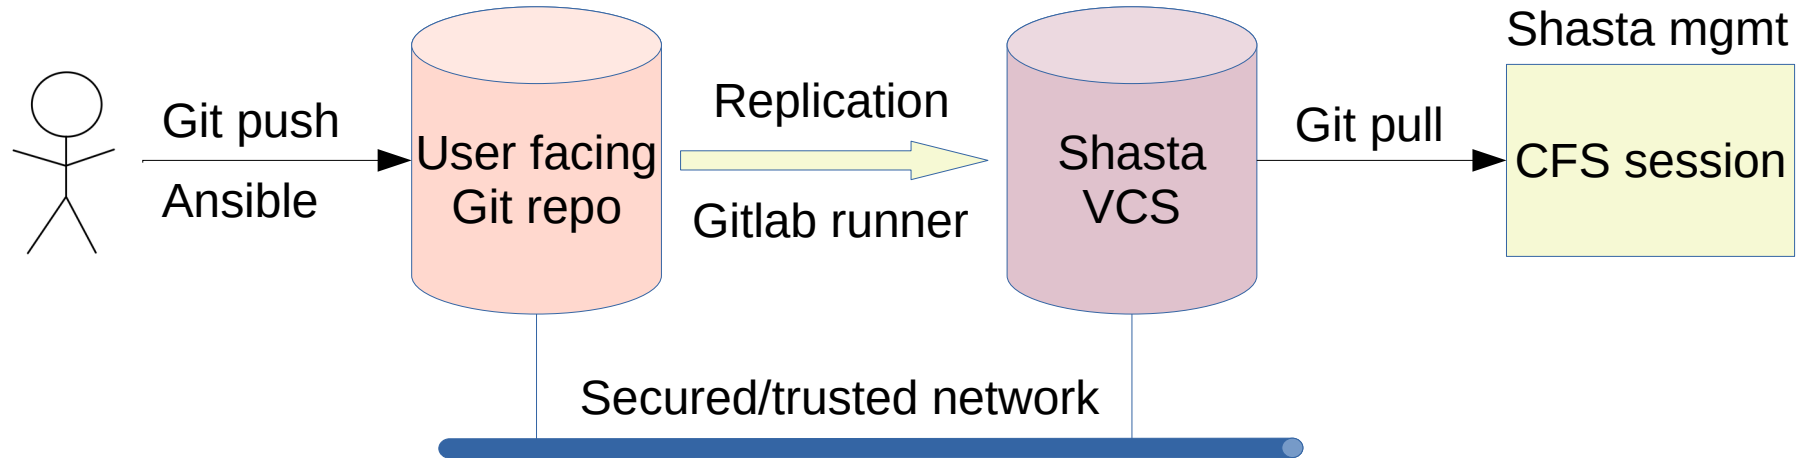 Git push
Ansible
User facing
Git repo
Replication
Gitlab runner
Shasta
VCS
Git pull
Shasta mgmt
CFS session
Secured/trusted network